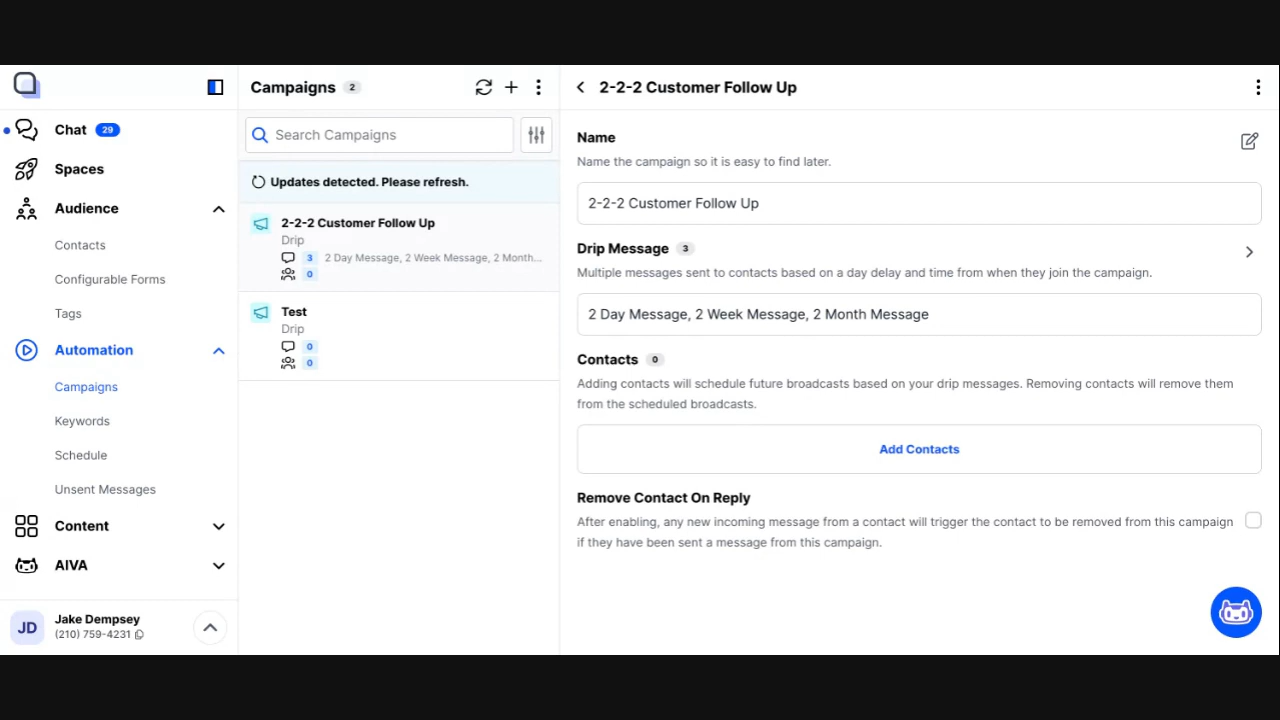 Chat 29
Spaces
Audience
Contacts
Configurable Forms
Tags
Automation
Campaigns
Keywords
Schedule
Unsent Messages
Content
AIVA
JD
Jake Dempsey
(210) 759-4231
Campaigns 2
Search Campaigns
Updates detected. Please refresh.
2-2-2 Customer Follow Up
Drip
3 2 Day Message, 2 Week Message, 2 Month...
0
Test
Drip
0
0
2-2-2 Customer Follow Up
Name
Name the campaign so it is easy to find later.
2-2-2 Customer Follow Up
Drip Message 3
Multiple messages sent to contacts based on a day delay and time from when they join the campaign.
2 Day Message, 2 Week Message, 2 Month Message
Contacts 0
Adding contacts will schedule future broadcasts based on your drip messages. Removing contacts will remove them
from the scheduled broadcasts.
Add Contacts
Remove Contact On Reply
After enabling, any new incoming message from a contact will trigger the contact to be removed from this campaign
if they have been sent a message from this campaign.